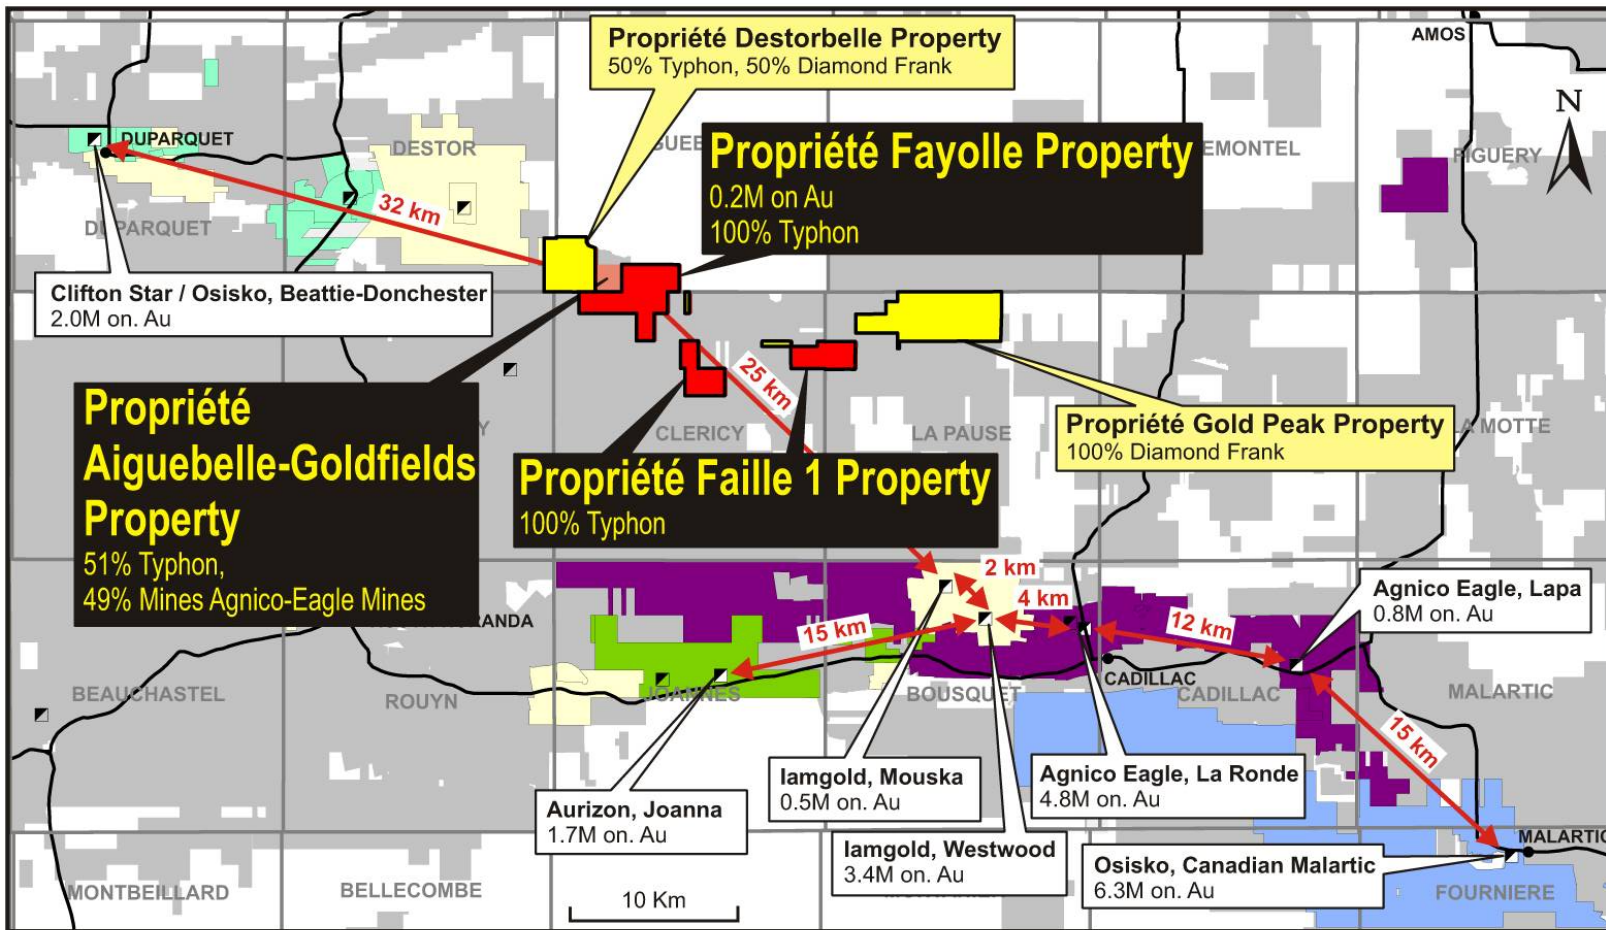 Propriété Destorbelle Property
50% Typhon, 50% Diamond Frank
AMOS
N
DUPARQUET
DESTOR
Propriété Fayolle Property
0.2M on Au
100% Typhon
FIGUERY
32 km
DUPARQUET
Clifton Star / Osisko, Beattie-Donchester
2.0M on. Au
25 km
Propriété
Aiguebelle-Goldfields
Property
51% Typhon,
49% Mines Agnico-Eagle Mines
CLERICY
LA PAUSE
Propriété Gold Peak Property
100% Diamond Frank
LA MOTTE
Propriété Faille 1 Property
100% Typhon
2 km
4 km
15 km
12 km
Agnico Eagle, Lapa
0.8M on. Au
BEAUCHASTEL
ROUYN
JOANNES
BOUSQUET
CADILLAC
CADILLAC
MALARTIC
15 km
Iamgold, Mouska
0.5M on. Au
Agnico Eagle, La Ronde
4.8M on. Au
Aurizon, Joanna
1.7M on. Au
Iamgold, Westwood
3.4M on. Au
Osisko, Canadian Malartic
6.3M on. Au
MALARTIC
MONTBEILLARD
BELLECOMBE
10 Km
FOURNIERE